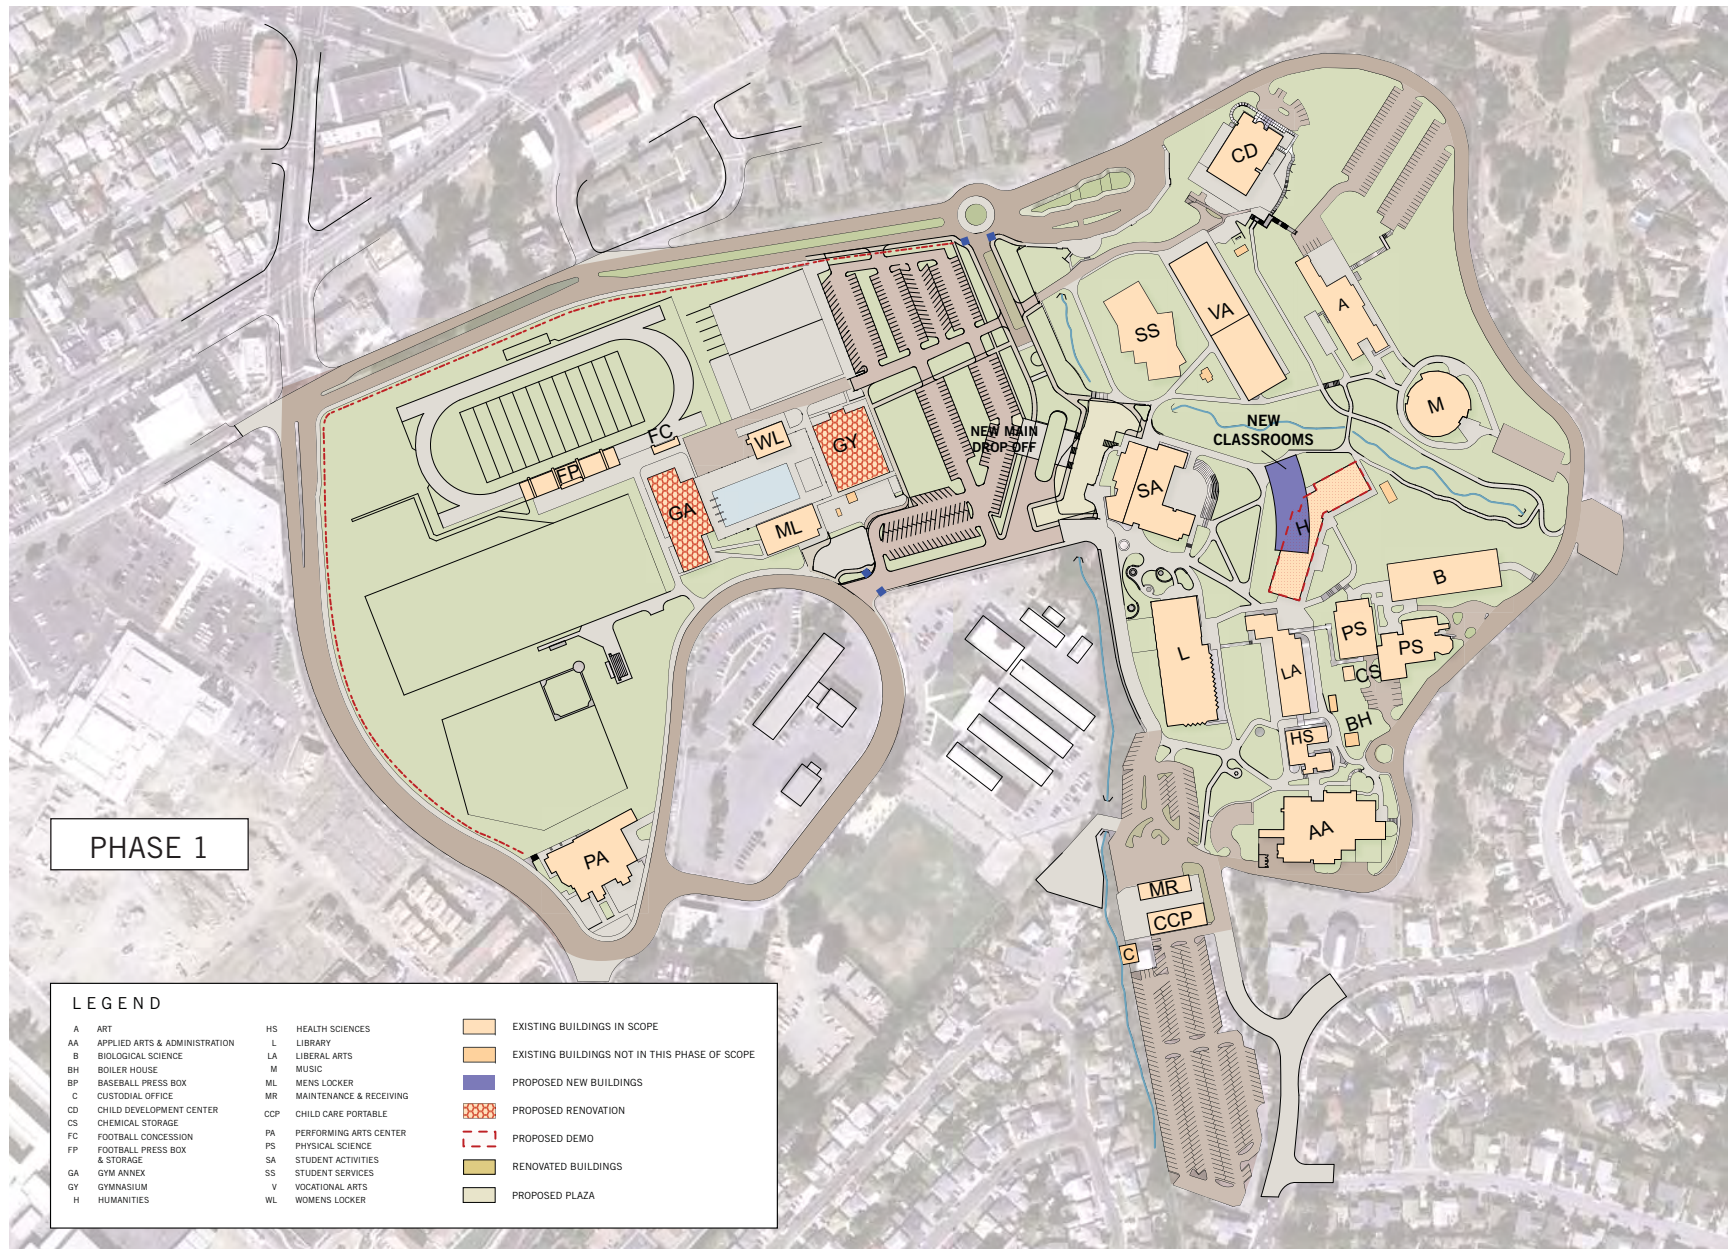 CD
A
VA
SS
M
NEW
CLASSROOMS
NEW MAIN
DROP OFF
FC
WL
GY
FP
SA
GA
ML
H
B
PS
PS
L
LA
CS
BH
HS
AA
PHASE 1
PA
MR
CCP
C
LEGEND
A ART
AA APPLIED ARTS & ADMINISTRATION
B BIOLOGICAL SCIENCE
BH BOILER HOUSE
BP BASEBALL PRESS BOX
C CUSTODIAL OFFICE
CD CHILD DEVELOPMENT CENTER
CS CHEMICAL STORAGE
FC FOOTBALL CONCESSION
FP FOOTBALL PRESS BOX
& STORAGE
GA GYM ANNEX
GY GYMNASIUM
H HUMANITIES
HS HEALTH SCIENCES
L LIBRARY
LA LIBERAL ARTS
M MUSIC
ML MENS LOCKER
MR MAINTENANCE & RECEIVING
CCP CHILD CARE PORTABLE
PA PERFORMING ARTS CENTER
PS PHYSICAL SCIENCE
SA STUDENT ACTIVITIES
SS STUDENT SERVICES
V VOCATIONAL ARTS
WL WOMENS LOCKER
EXISTING BUILDINGS IN SCOPE
EXISTING BUILDINGS NOT IN THIS PHASE OF SCOPE
PROPOSED NEW BUILDINGS
PROPOSED RENOVATION
PROPOSED DEMO
RENOVATED BUILDINGS
PROPOSED PLAZA